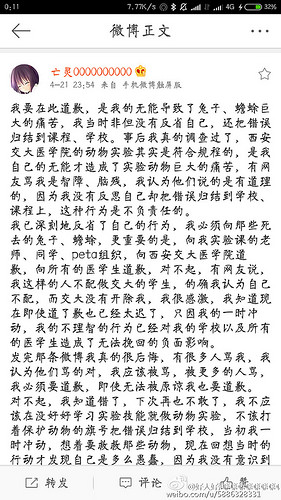 0:11
7.77K/s
4G
32%
微博正文
亡灵0000000000
4-21 23:54 来自 手机微博触屏版
我要在此道歉，是我的无能导致了兔子、蟾蜍巨
大的痛苦，我当时非但没有反省自己，还把错误
归结到课程、学校。事后我真的调查过了，西安
交大医学院的动物实验其实是符合规程的，是我
自己的无能才造成了实验动物巨大的痛苦，有网
友骂我是智障、脑残，我认为他们说的是有道理
的，因为我没有反思自己却把错误归结到学校、
课程上，这种行为是不负责任的。
我已深刻地反省了自己的行为，我必须向那些死
去的兔子、蟾蜍，更重要的是，向我实验课的老
师、同学、peta组织，向西安交大医学院道
歉，向所有的医学生道歉，对不起，有网友说，
我这样的人不配做交大的学生，的确我认为自己
不配，而交大没有开除我，我很感激，我知道现
在即使道了歉也已经太迟了，只因我的一时冲
动，我的不理智的行为已经对我的学校以及所有
的医学生造成了无法挽回的负面影响。
发完那条微博我真的很后悔，有很多人骂我，我
认为他们骂的对，我应该被骂，被更多的人骂，
我必须要道歉，即使无法被原谅我也要道歉。
对不起，我知道错了，下次再也不敢了，我不应
该在没好好学习实验技能就做动物实验，不该打
着保护动物的旗号把错误归结到学校，当初我一
时冲动，想着要救救那些动物，现在回想当时的
行动才发现自己是多么愚蠢，因为我没有意识到
转发
评论
weibo.com/u/5886328331